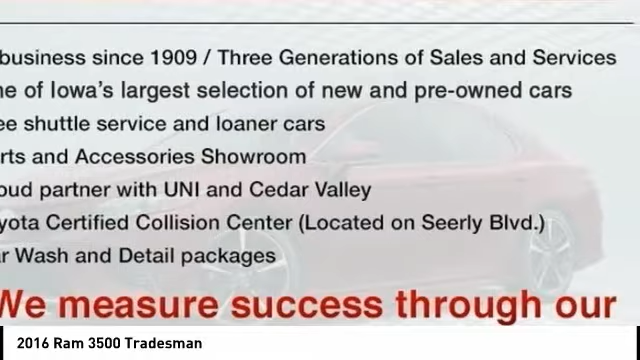 business since 1909 / Three Generations of Sales and Services
ne of Iowa's largest selection of new and pre-owned cars
ee shuttle service and loaner cars
rts and Accessories Showroom
oud partner with UNI and Cedar Valley
yota Certified Collision Center (Located on Seerly Blvd.)
r Wash and Detail packages
We measure success through our
2016 Ram 3500 Tradesman